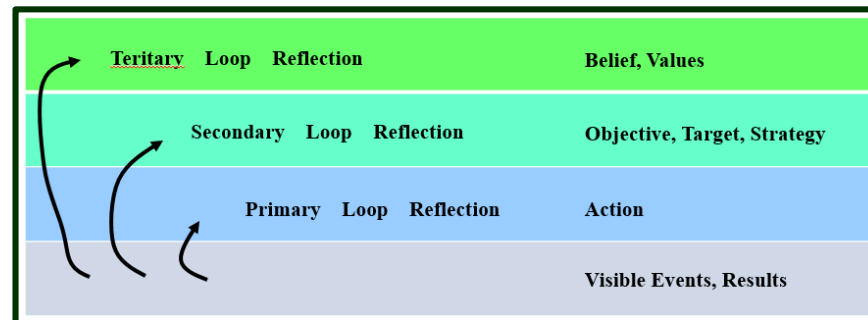 Teritary Loop Reflection Belief, Values
Secondary Loop Reflection Objective, Target, Strategy
Primary Loop Reflection Action
Visible Events, Results